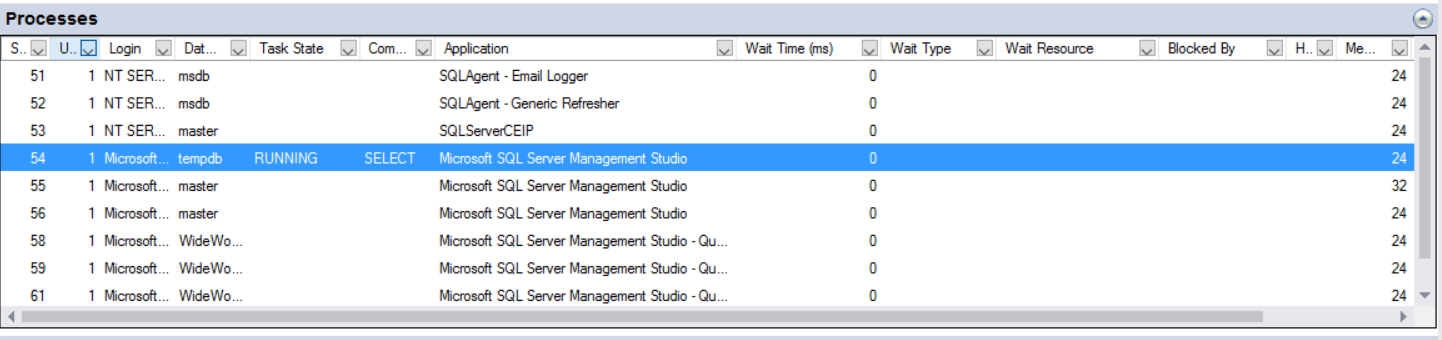 Processes
S.. U.. Login Dat... Task State Com... Application Wait Time (ms) Wait Type Wait Resource Blocked By H.. Me...
51 1 NT SER... msdb SQLAgent - Email Logger 0 24
52 1 NT SER... msdb SQLAgent - Generic Refresher 0 24
53 1 NT SER... master SQLServerCEIP 0 24
54 1 Microsoft... tempdb RUNNING SELECT Microsoft SQL Server Management Studio 0 24
55 1 Microsoft... master Microsoft SQL Server Management Studio 0 32
56 1 Microsoft... master Microsoft SQL Server Management Studio 0 24
58 1 Microsoft... WideWo... Microsoft SQL Server Management Studio - Qu... 0 24
59 1 Microsoft... WideWo... Microsoft SQL Server Management Studio - Qu... 0 24
61 1 Microsoft... WideWo... Microsoft SQL Server Management Studio - Qu... 0 24